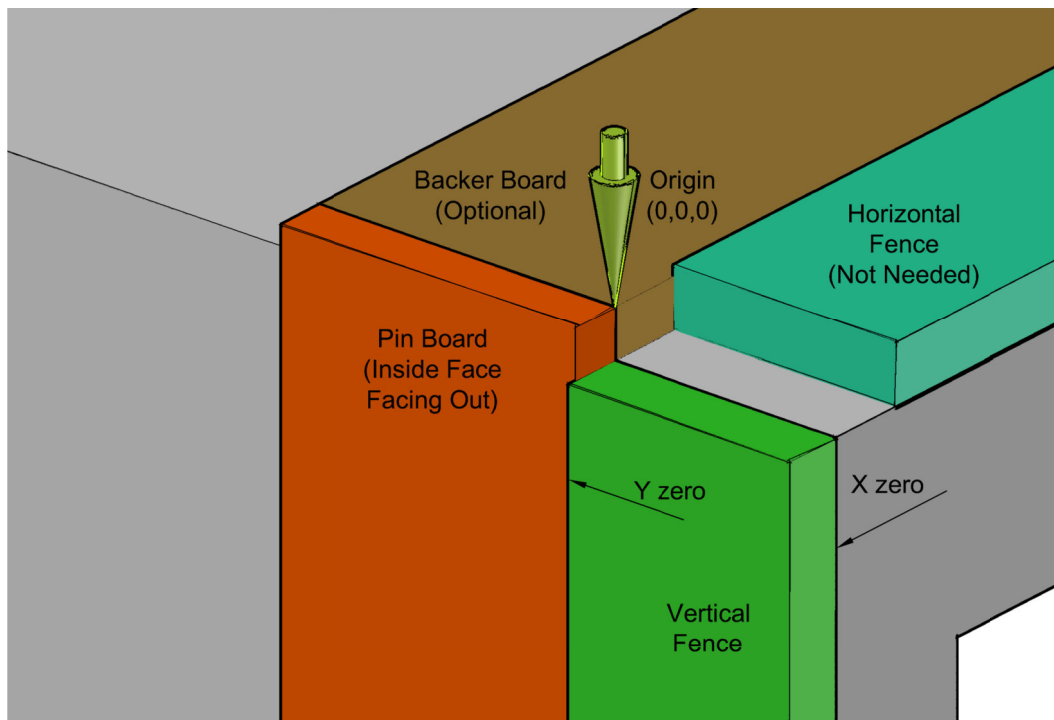 Backer Board
(Optional)
Origin
(0,0,0)
Horizontal
Fence
(Not Needed)
Pin Board
(Inside Face
Facing Out)
Y zero
X zero
Vertical
Fence